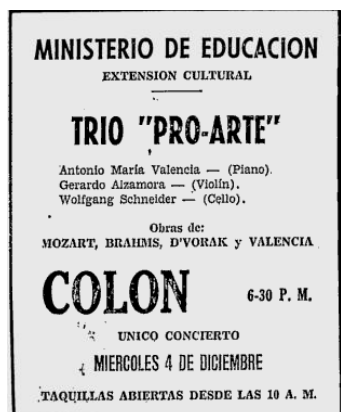 MINISTERIO DE EDUCACION
EXTENSION CULTURAL
TRIO "PRO-ARTE"
Antonio María Valencia — (Piano).
Gerardo Alzamora — (Violín).
Wolfgang Schneider — (Cello).
Obras de:
MOZART, BRAHMS, D'VORAK y VALENCIA
COLON 6-30 P. M.
UNICO CONCIERTO
MIERCOLES 4 DE DICIEMBRE
TAQUILLAS ABIERTAS DESDE LAS 10 A. M.